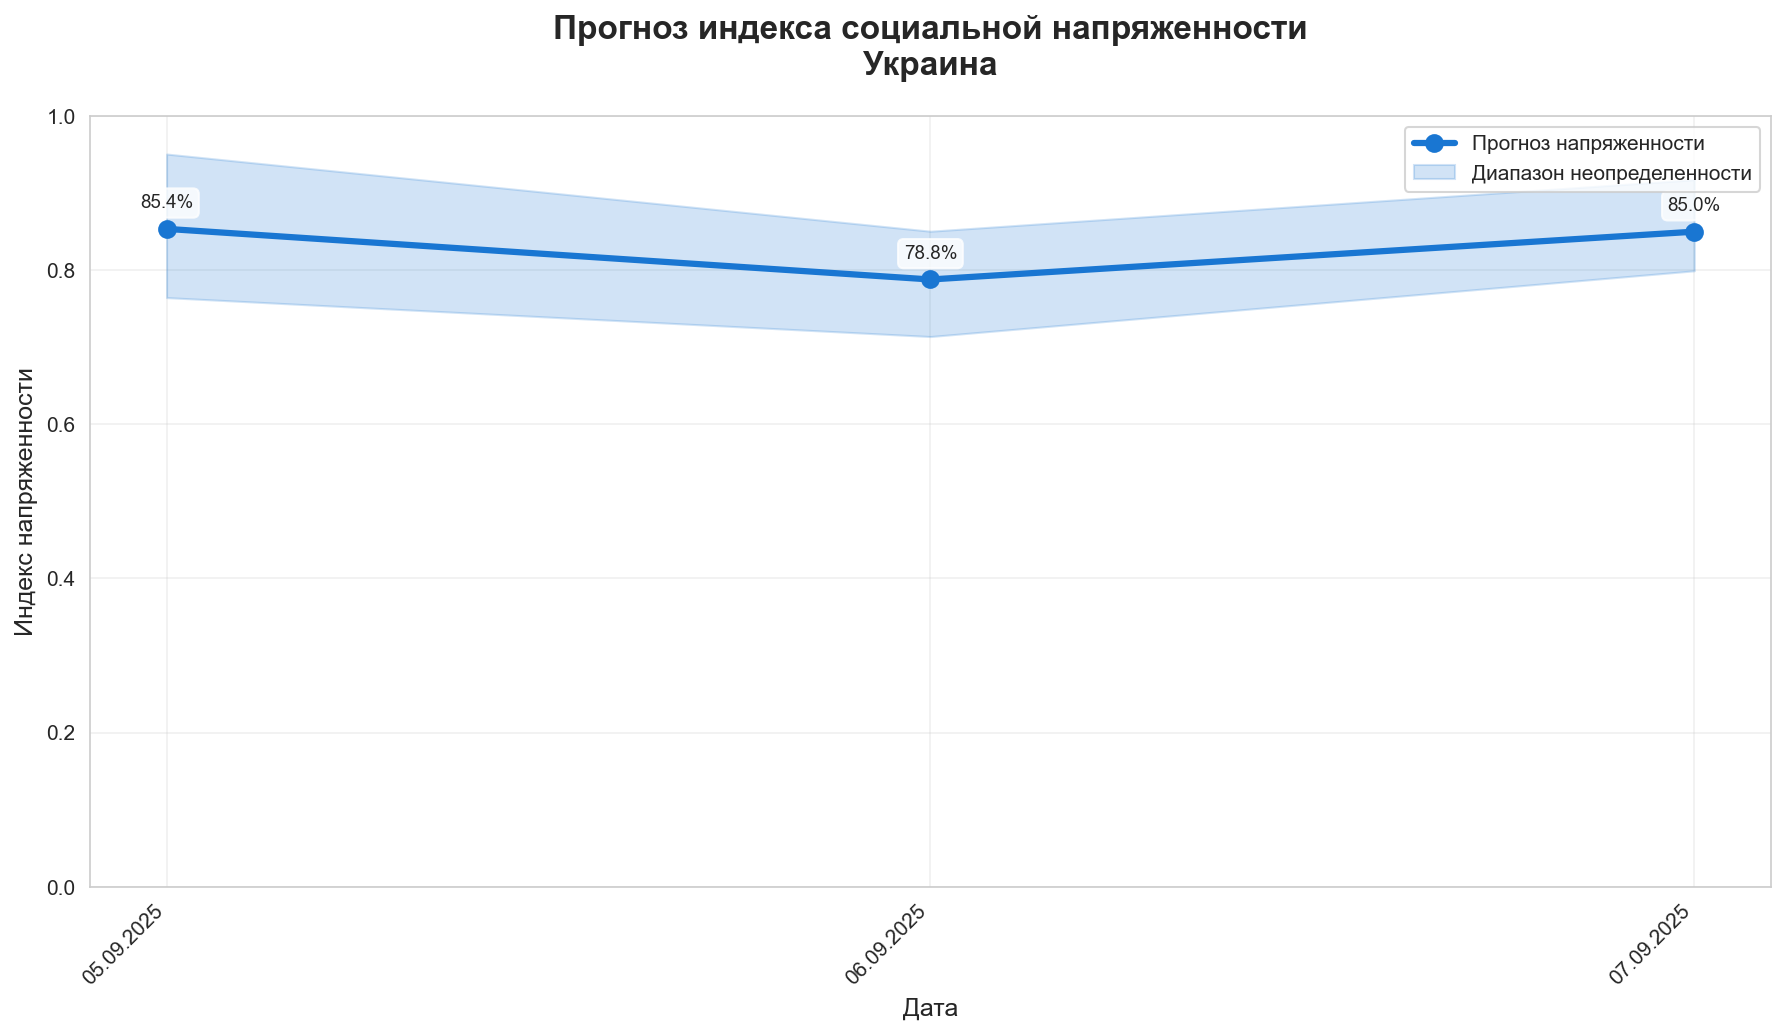 Прогноз индекса социальной напряженности
Украина
1.0
0.8
0.6
0.4
0.2
0.0
Индекс напряженности
85.4%
78.8%
85.0%
Прогноз напряженности
Диапазон неопределенности
05.09.2025
06.09.2025
07.09.2025
Дата